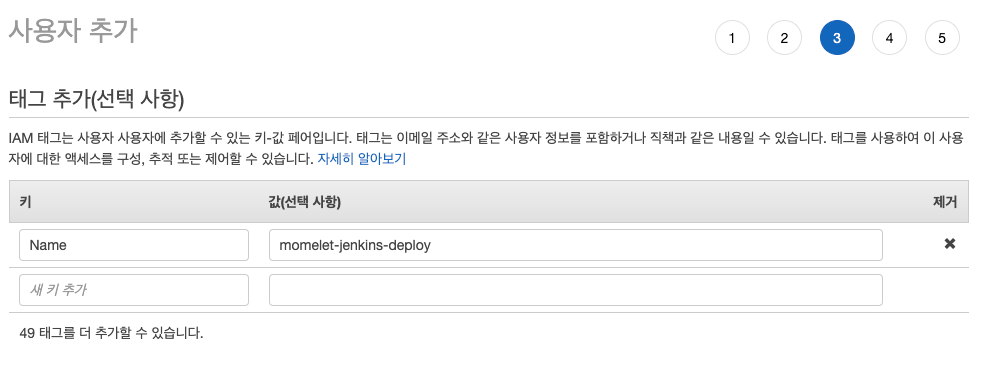 사용자 추가
1 2 3 4 5
태그 추가(선택 사항)
IAM 태그는 사용자 사용자에 추가할 수 있는 키-값 페어입니다. 태그는 이메일 주소와 같은 사용자 정보를 포함하거나 직책과 같은 내용일 수 있습니다. 태그를 사용하여 이 사용
자에 대한 액세스를 구성, 추적 또는 제어할 수 있습니다. 자세히 알아보기
키 값(선택 사항) 제거
Name momelet-jenkins-deploy ✖
새 키 추가
49 태그를 더 추가할 수 있습니다.